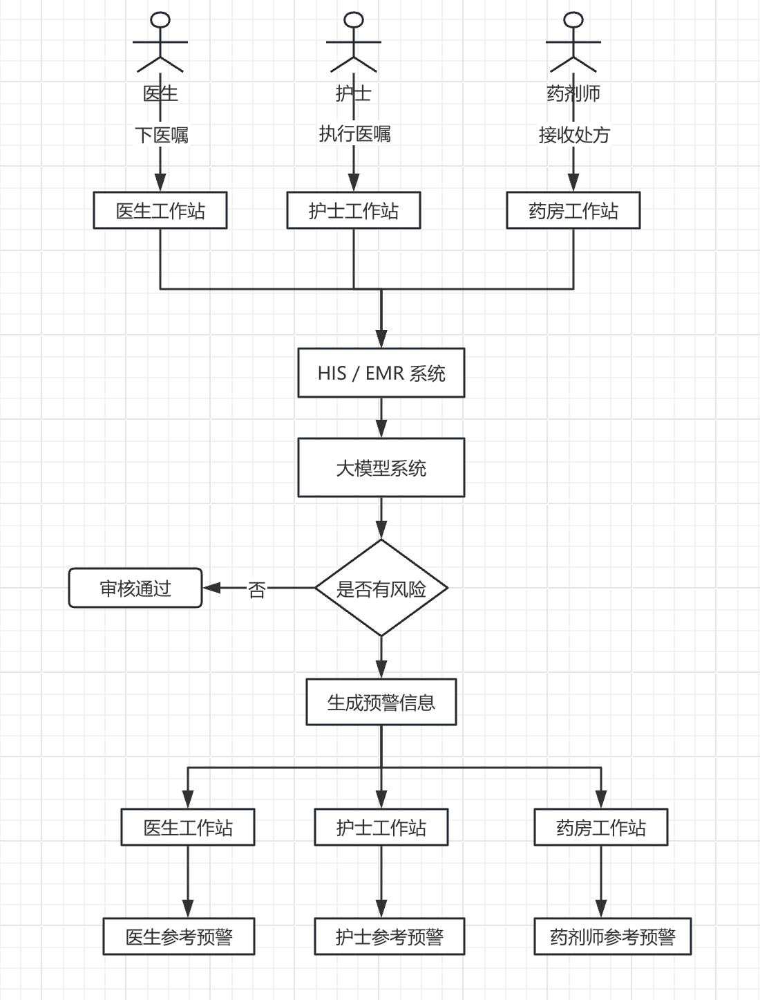 医生
护士
药剂师
下医嘱
执行医嘱
接收处方
医生工作站
护士工作站
药房工作站
HIS / EMR 系统
大模型系统
是否有风险
否
审核通过
生成预警信息
医生工作站
护士工作站
药房工作站
医生参考预警
护士参考预警
药剂师参考预警